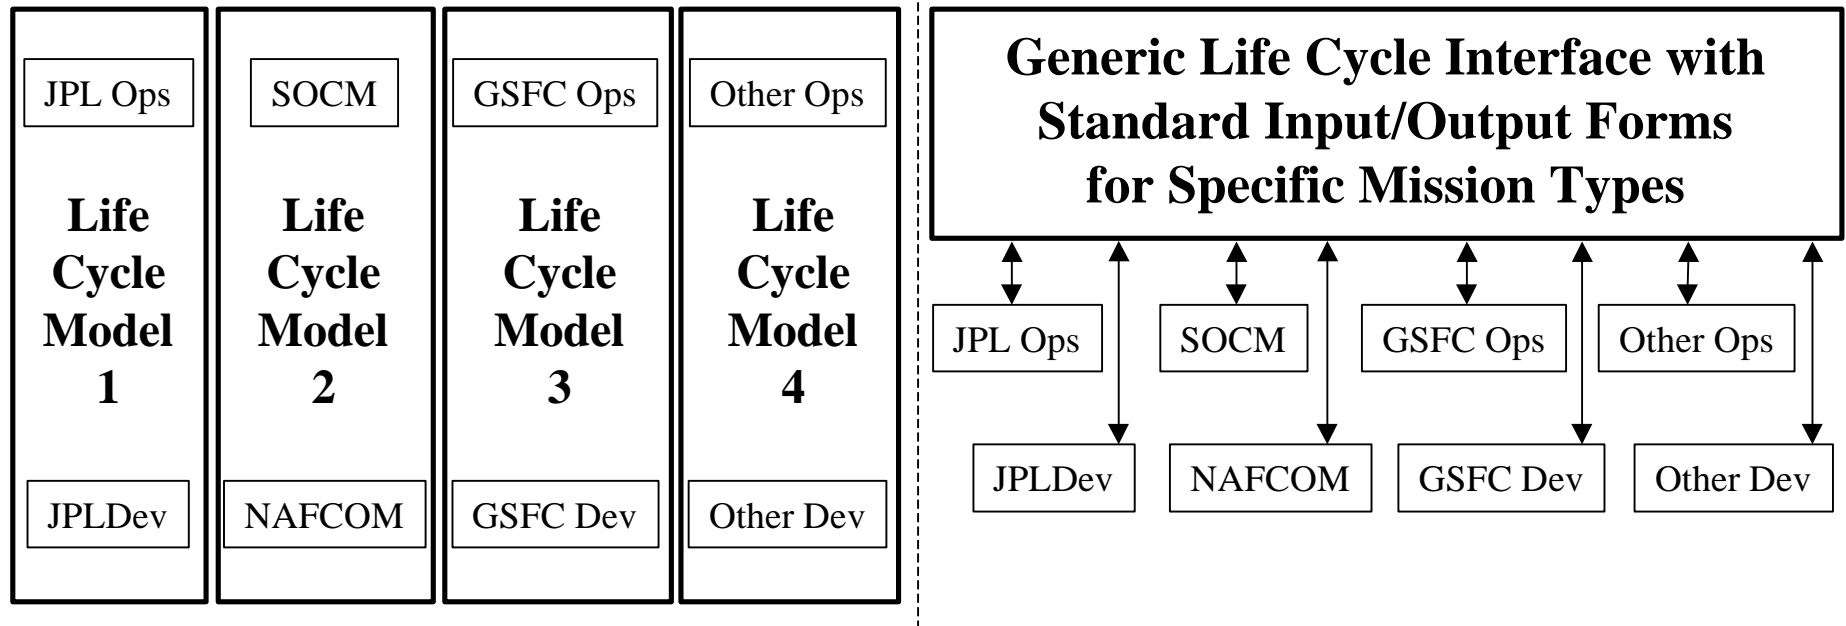 JPL Ops
Life
Cycle
Model
1
JPLDev
SOCM
Life
Cycle
Model
2
NAFCOM
GSFC Ops
Life
Cycle
Model
3
GSFC Dev
Other Ops
Life
Cycle
Model
4
Other Dev
Generic Life Cycle Interface with
Standard Input/Output Forms
for Specific Mission Types
JPL Ops
SOCM
GSFC Ops
Other Ops
JPLDev
NAFCOM
GSFC Dev
Other Dev